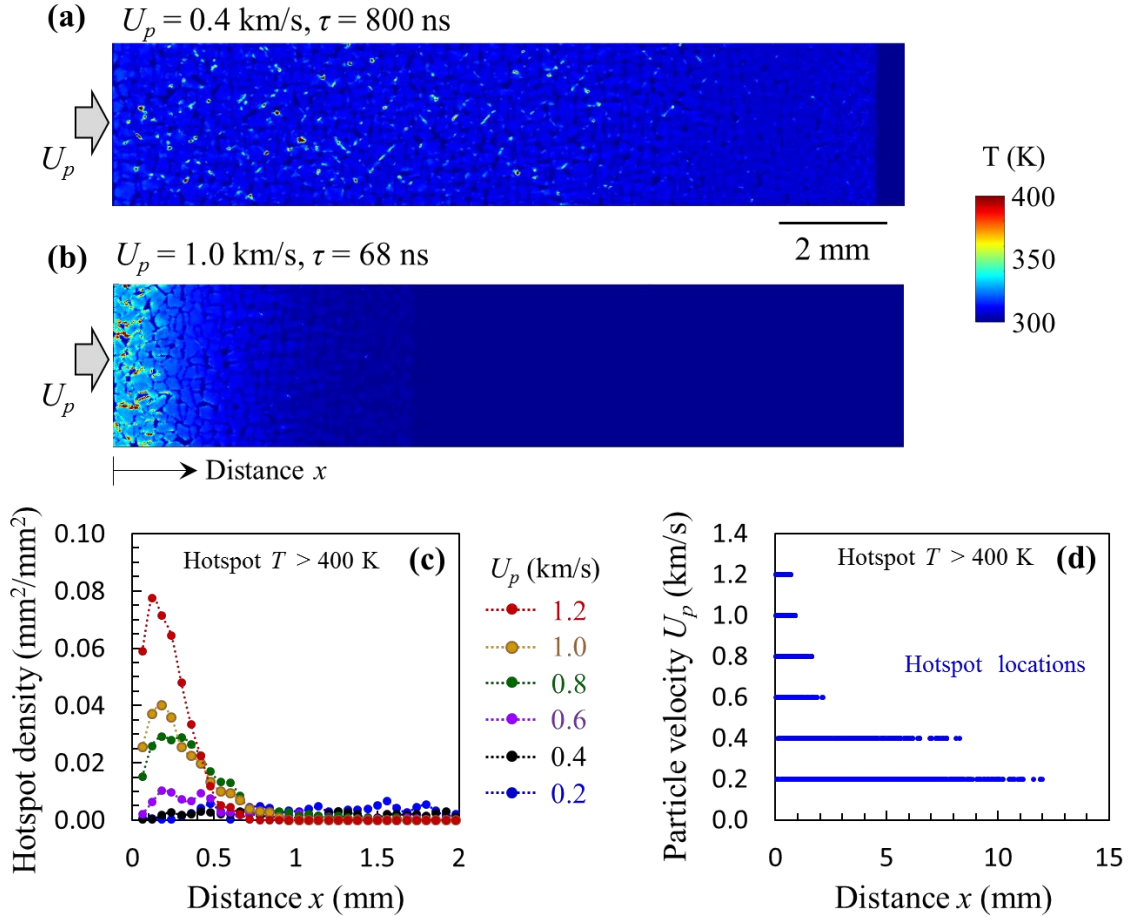 (a) U_p = 0.4 km/s, τ = 800 ns
U_p
2 mm
T (K)
400
350
300
(b) U_p = 1.0 km/s, τ = 68 ns
U_p
Distance x
Hotspot density (mm²/mm²)
0.10
0.08
0.06
0.04
0.02
0.00
Hotspot T > 400 K (c)
0 0.5 1 1.5 2
Distance x (mm)
U_p (km/s)
1.2
1.0
0.8
0.6
0.4
0.2
Particle velocity U_p (km/s)
1.4
1.2
1.0
0.8
0.6
0.4
0.2
0.0
Hotspot T > 400 K (d)
Hotspot locations
0 5 10 15
Distance x (mm)